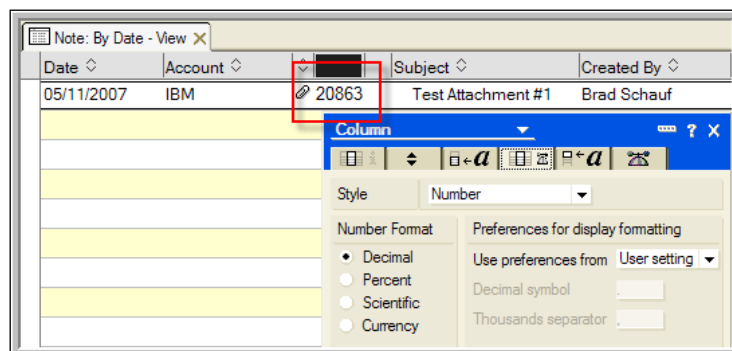 Note: By Date - View
Date Account Subject Created By
05/11/2007 IBM 20863 Test Attachment #1 Brad Schauf
Column ? X
a a
Style Number
Number Format Preferences for display formatting
Decimal Use preferences from User setting
Percent Decimal symbol .
Scientific Thousands separator ,
Currency